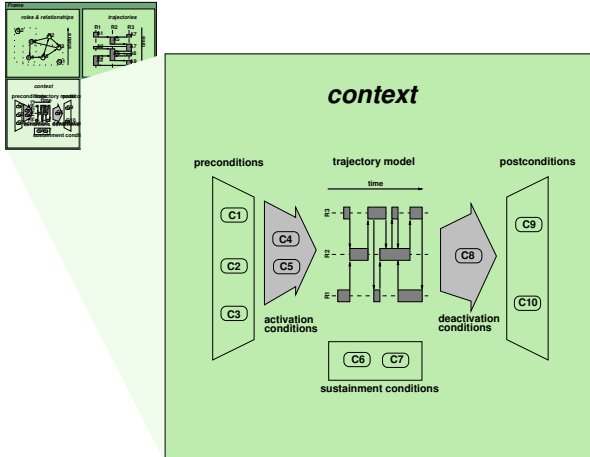 Frame
roles & relationships
trajectories
R1 R2 R3
time
context
context
preconditions
trajectory model
postconditions
time
R3
R2
R1
C1
C2
C3
C4
C5
activation
conditions
C8
deactivation
conditions
C9
C10
C6 C7
sustainment conditions